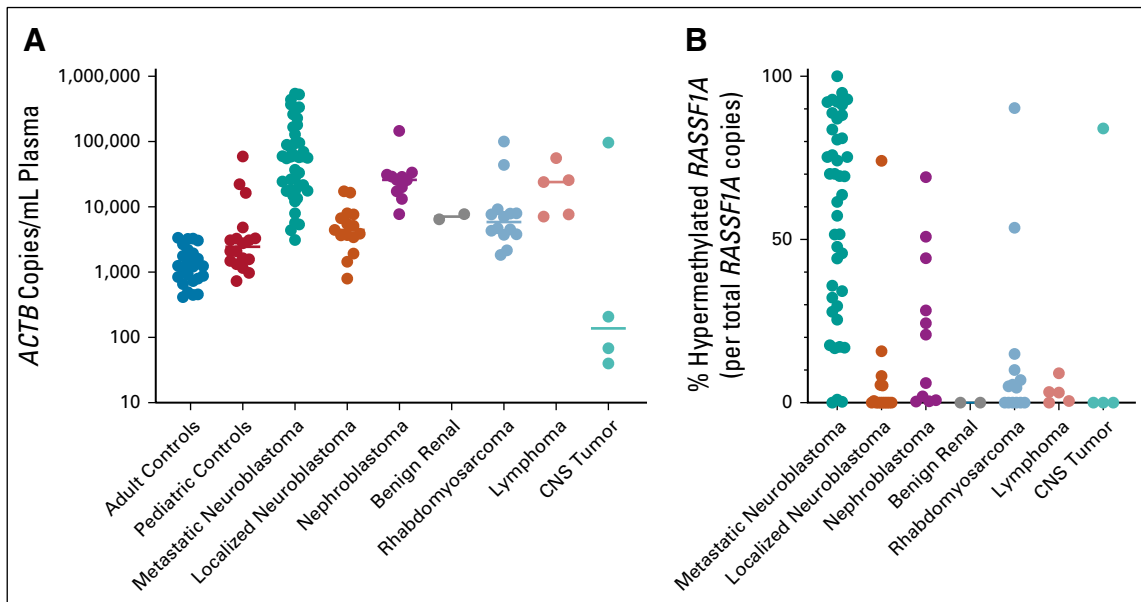 A
ACTB Copies/mL Plasma
1,000,000
100,000
10,000
1,000
100
10
Adult Controls
Pediatric Controls
Metastatic Neuroblastoma
Localized Neuroblastoma
Nephroblastoma
Benign Renal
Rhabdomyosarcoma
Lymphoma
CNS Tumor
B
% Hypermethylated RASSF1A
(per total RASSF1A copies)
100
50
0
Metastatic Neuroblastoma
Localized Neuroblastoma
Nephroblastoma
Benign Renal
Rhabdomyosarcoma
Lymphoma
CNS Tumor